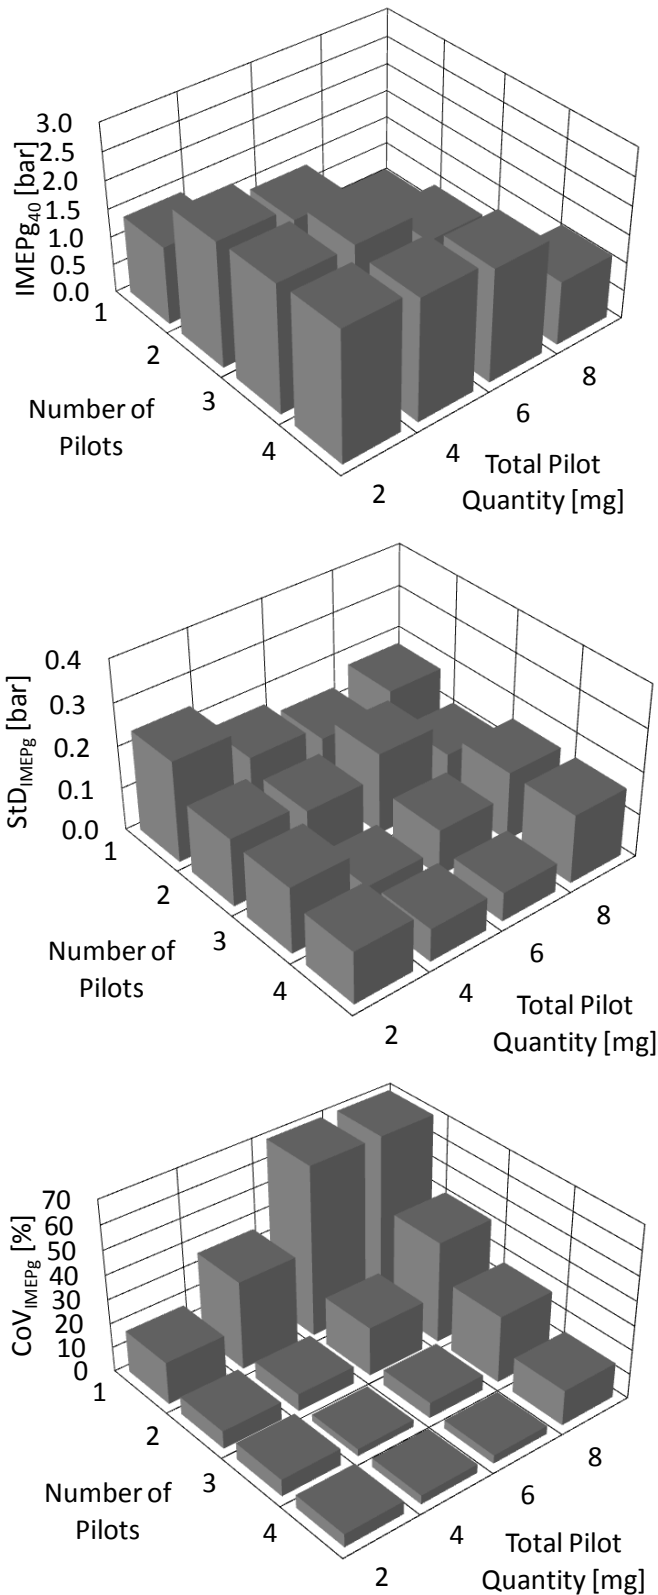 IMEPg40 [bar]
3.0
2.5
2.0
1.5
1.0
0.5
0.0
1
2
3
4
Number of
Pilots
2
4
6
8
Total Pilot
Quantity [mg]
StDIMEPg [bar]
0.4
0.3
0.2
0.1
0.0
1
2
3
4
Number of
Pilots
2
4
6
8
Total Pilot
Quantity [mg]
CoVIMEPg [%]
70
60
50
40
30
20
10
0
1
2
3
4
Number of
Pilots
2
4
6
8
Total Pilot
Quantity [mg]